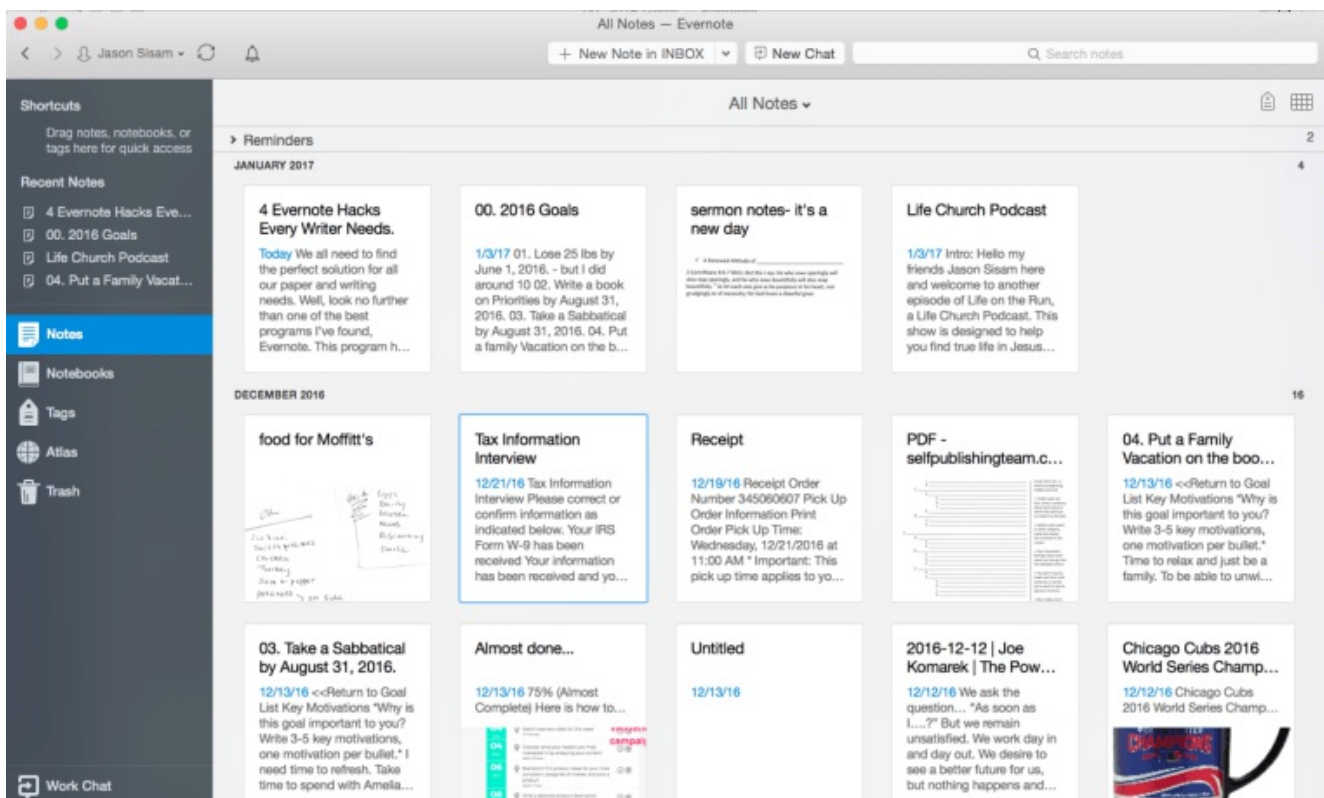 All Notes — Evernote
Jason Sisam
+ New Note in INBOX
New Chat
Search notes
Shortcuts
Drag notes, notebooks, or
tags here for quick access
Recent Notes
4 Evernote Hacks Eve...
00. 2016 Goals
Life Church Podcast
04. Put a Family Vacat...
Notes
Notebooks
Tags
Atlas
Trash
Work Chat
All Notes
Reminders
2
JANUARY 2017
4
4 Evernote Hacks
Every Writer Needs.
Today We all need to find
the perfect solution for all
our paper and writing
needs. Well, look no further
than one of the best
programs I've found,
Evernote. This program h...
00. 2016 Goals
1/3/17 01. Lose 25 lbs by
June 1, 2016. - but I did
around 10 02. Write a book
on Priorities by August 31,
2016. 03. Take a Sabbatical
by August 31, 2016. 04. Put
a family Vacation on the b...
sermon notes- it's a
new day
Life Church Podcast
1/3/17 Intro: Hello my
friends Jason Sisam here
and welcome to another
episode of Life on the Run,
a Life Church Podcast. This
show is designed to help
you find true life in Jesus...
DECEMBER 2016
16
food for Moffitt's
Turkey
Tax Information
Interview
12/21/16 Tax Information
Interview Please correct or
confirm information as
indicated below. Your IRS
Form W-9 has been
received Your information
has been received and yo...
Receipt
12/19/16 Receipt Order
Number 345060607 Pick Up
Order Information Print
Order Pick Up Time:
Wednesday, 12/21/2016 at
11:00 AM * Important: This
pick up time applies to yo...
PDF -
selfpublishingteam.c...
04. Put a Family
Vacation on the boo...
12/13/16 <<Return to Goal
List Key Motivations "Why is
this goal important to you?
Write 3-5 key motivations,
one motivation per bullet."
Time to relax and just be a
family. To be able to unwi...
03. Take a Sabbatical
by August 31, 2016.
12/13/16 <<Return to Goal
List Key Motivations "Why is
this goal important to you?
Write 3-5 key motivations,
one motivation per bullet." I
need time to refresh. Take
time to spend with Amelia...
Almost done...
12/13/16 75% (Almost
Complete) Here is how to...
campaig
04
06
08
Untitled
12/13/16
2016-12-12 | Joe
Komarek | The Pow...
12/12/16 We ask the
question... "As soon as
I....?" But we remain
unsatisfied. We work day in
and day out. We desire to
see a better future for us,
but nothing happens and...
Chicago Cubs 2016
World Series Champ...
12/12/16 Chicago Cubs
2016 World Series Champ...
CHAMPIONS